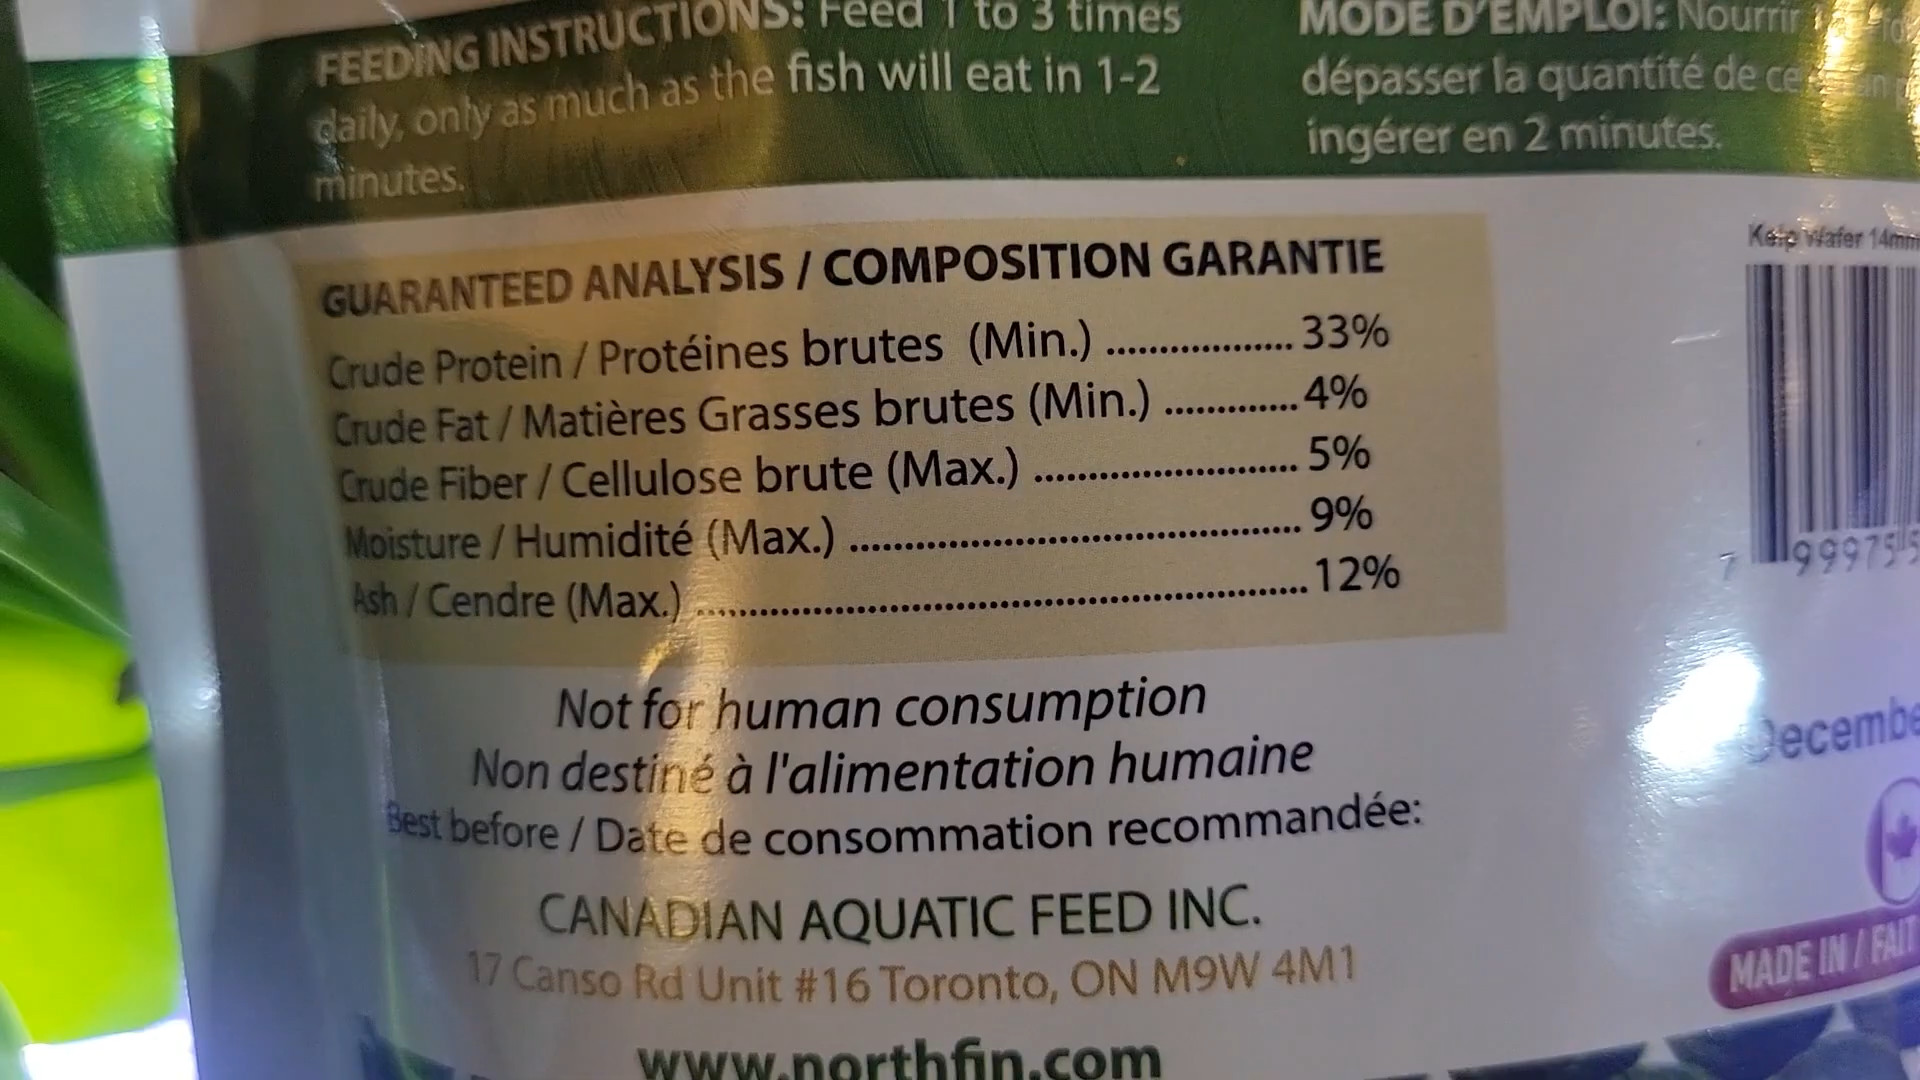 FEEDING INSTRUCTIONS: Feed 1 to 3 times
daily, only as much as the fish will eat in 1-2
minutes.
MODE D'EMPLOI: Nourrir
dépasser la quantité de ce
ingérer en 2 minutes.
GUARANTEED ANALYSIS / COMPOSITION GARANTIE
Crude Protein / Protéines brutes (Min.) .................. 33%
Crude Fat / Matières Grasses brutes (Min.) ............. 4%
Crude Fiber / Cellulose brute (Max.) ......................... 5%
Moisture / Humidité (Max.) ........................................... 9%
Ash / Cendre (Max.) .......................................................... 12%
Not for human consumption
Non destiné à l'alimentation humaine
Best before / Date de consommation recommandée:
CANADIAN AQUATIC FEED INC.
17 Canso Rd Unit #16 Toronto, ON M9W 4M1
www.northfin.com
Kelp Wafer 14mm
7 999755
Decembe
MADE IN / FAIT